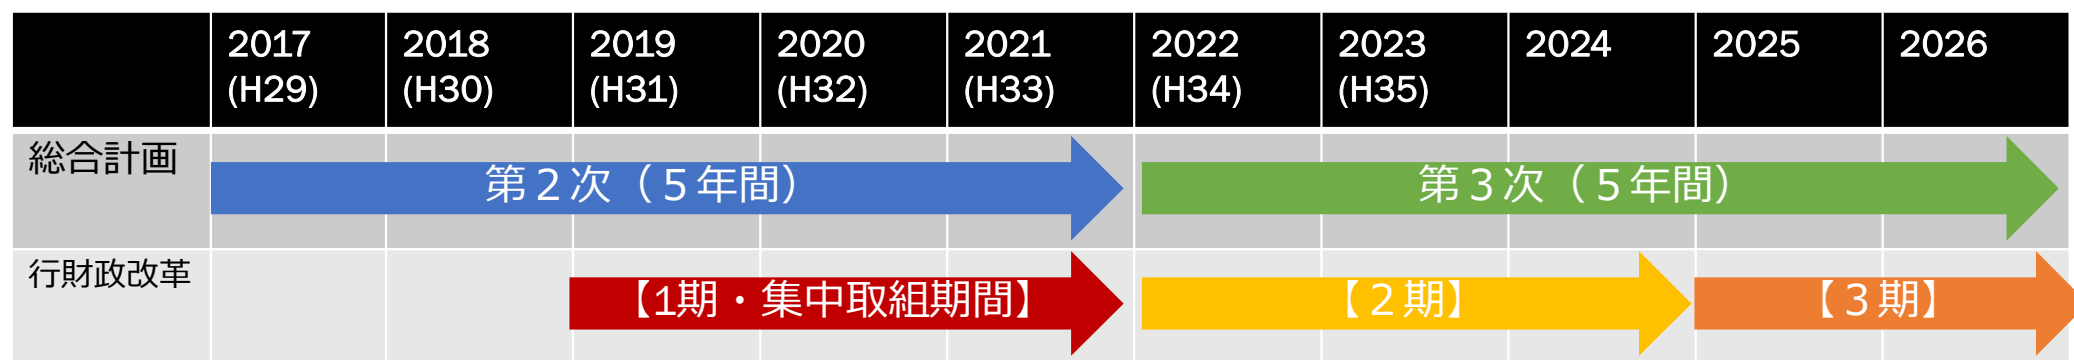 2017 2018 2019 2020 2021 2022 2023 2024 2025 2026
(H29) (H30) (H31) (H32) (H33) (H34) (H35)
総合計画 第２次（５年間） 第３次（５年間）
行財政改革 【1期・集中取組期間】 【２期】 【３期】